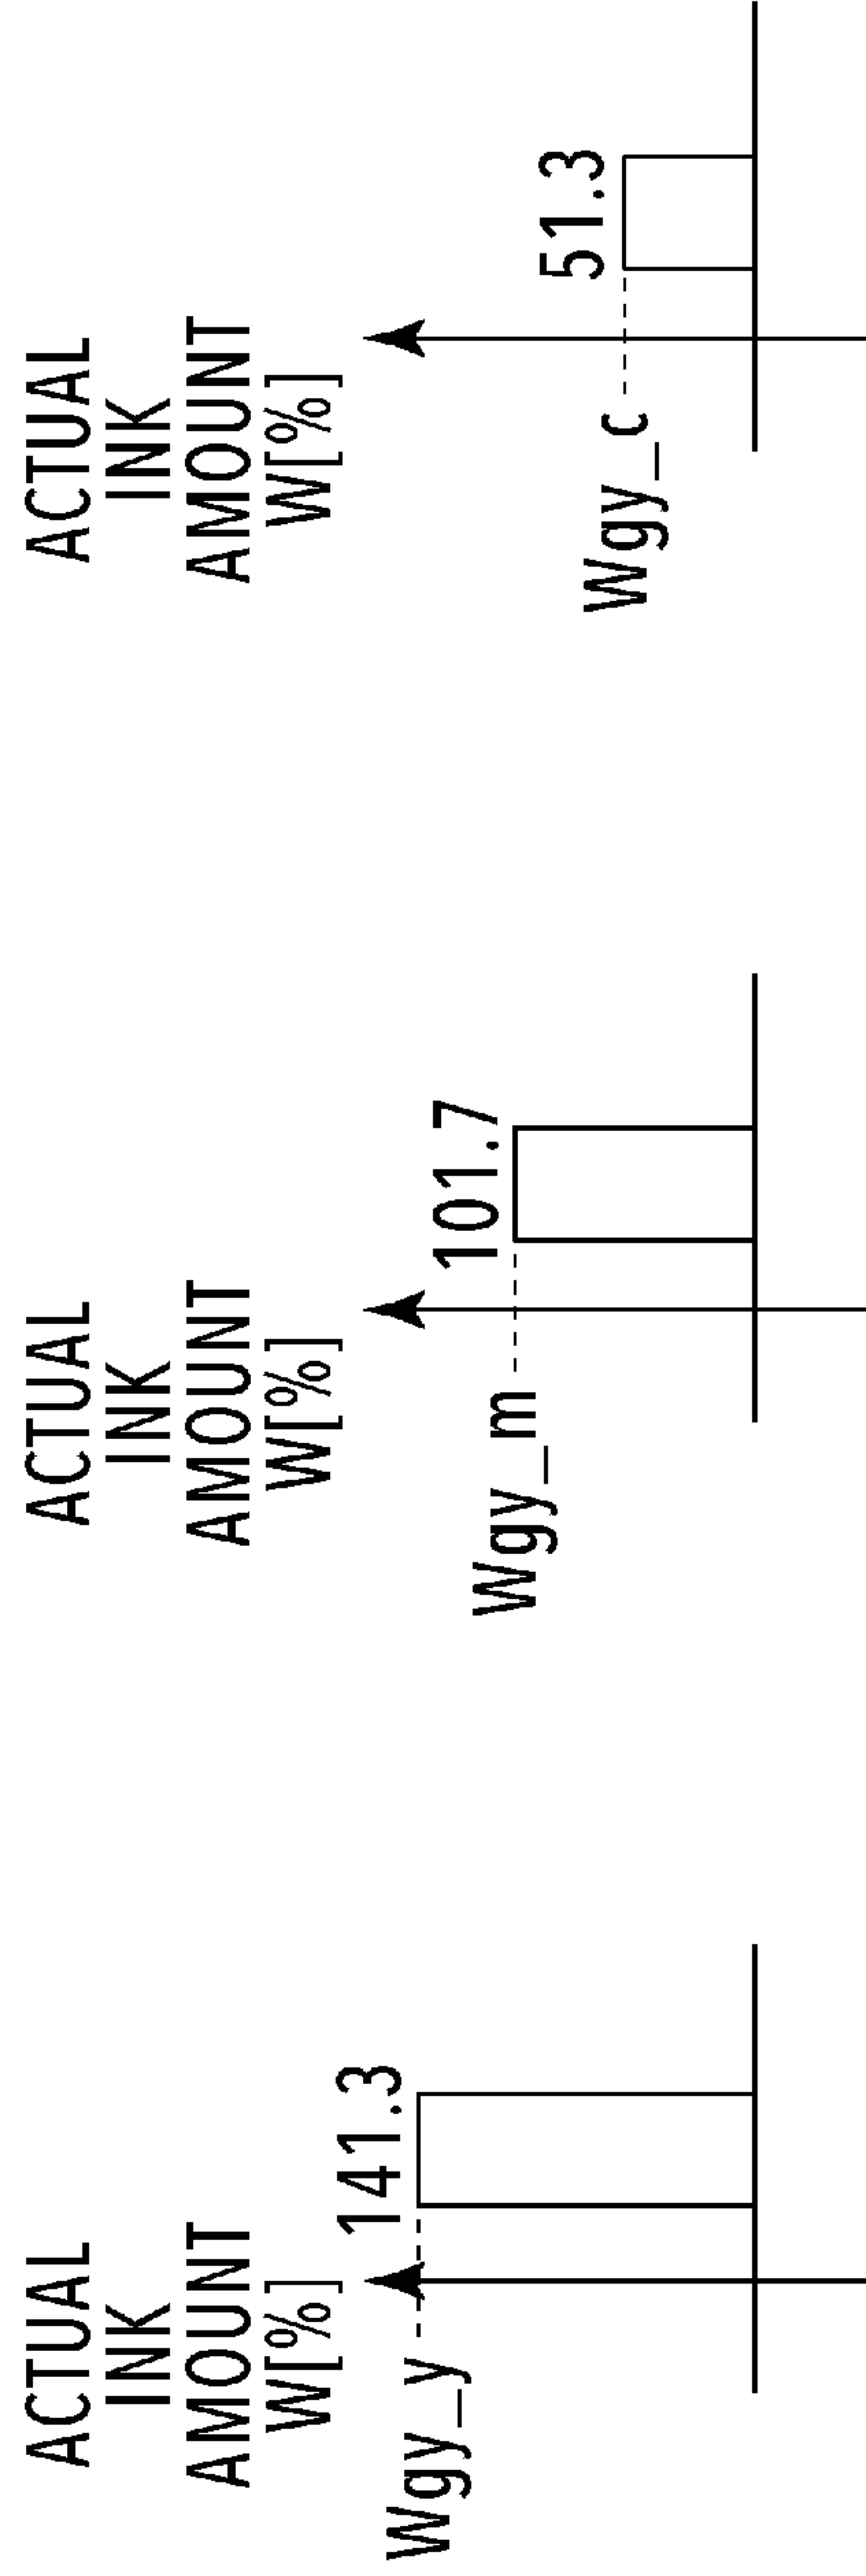 ACTUAL
INK
AMOUNT
W[%]
141.3
Wgy_y
ACTUAL
INK
AMOUNT
W[%]
101.7
Wgy_m
ACTUAL
INK
AMOUNT
W[%]
51.3
Wgy_c